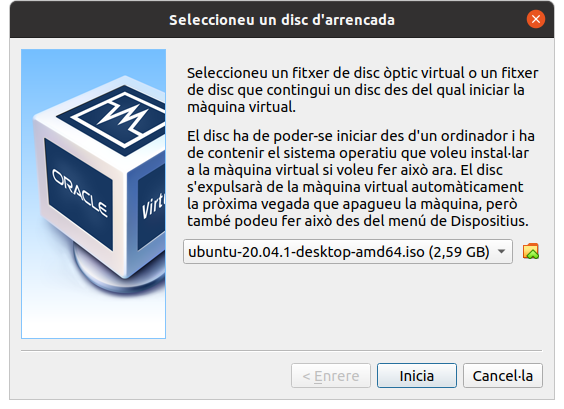 Seleccioneu un disc d'arrencada
Seleccioneu un fitxer de disc òptic virtual o un fitxer
de disc que contingui un disc des del qual iniciar la
màquina virtual.
El disc ha de poder-se iniciar des d'un ordinador i ha
de contenir el sistema operatiu que voleu instal·lar
a la màquina virtual si voleu fer això ara. El disc
s'expulsarà de la màquina virtual automàticament
la pròxima vegada que apagueu la màquina, però
també podeu fer això des del menú de Dispositius.
ORACLE
Virtu
ubuntu-20.04.1-desktop-amd64.iso (2,59 GB)
< Enrere
Inicia
Cancel·la